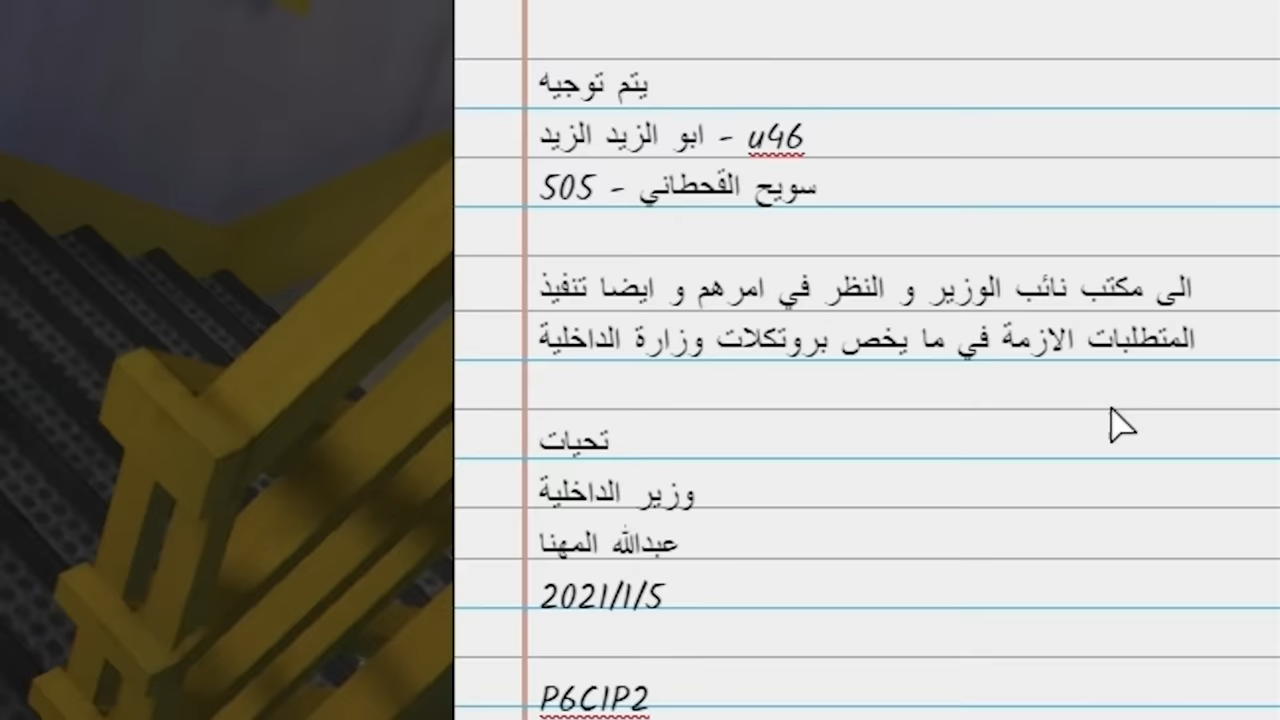 يتم توجيه
ابو الزيد الزيد - u46
سويح القحطاني - 505
الى مكتب نائب الوزير و النظر في امرهم و ايضا تنفيذ
المتطلبات الازمة في ما يخص بروتكلات وزارة الداخلية
تحيات
وزير الداخلية
عبدالله المهنا
2021/1/5
P6C1P2